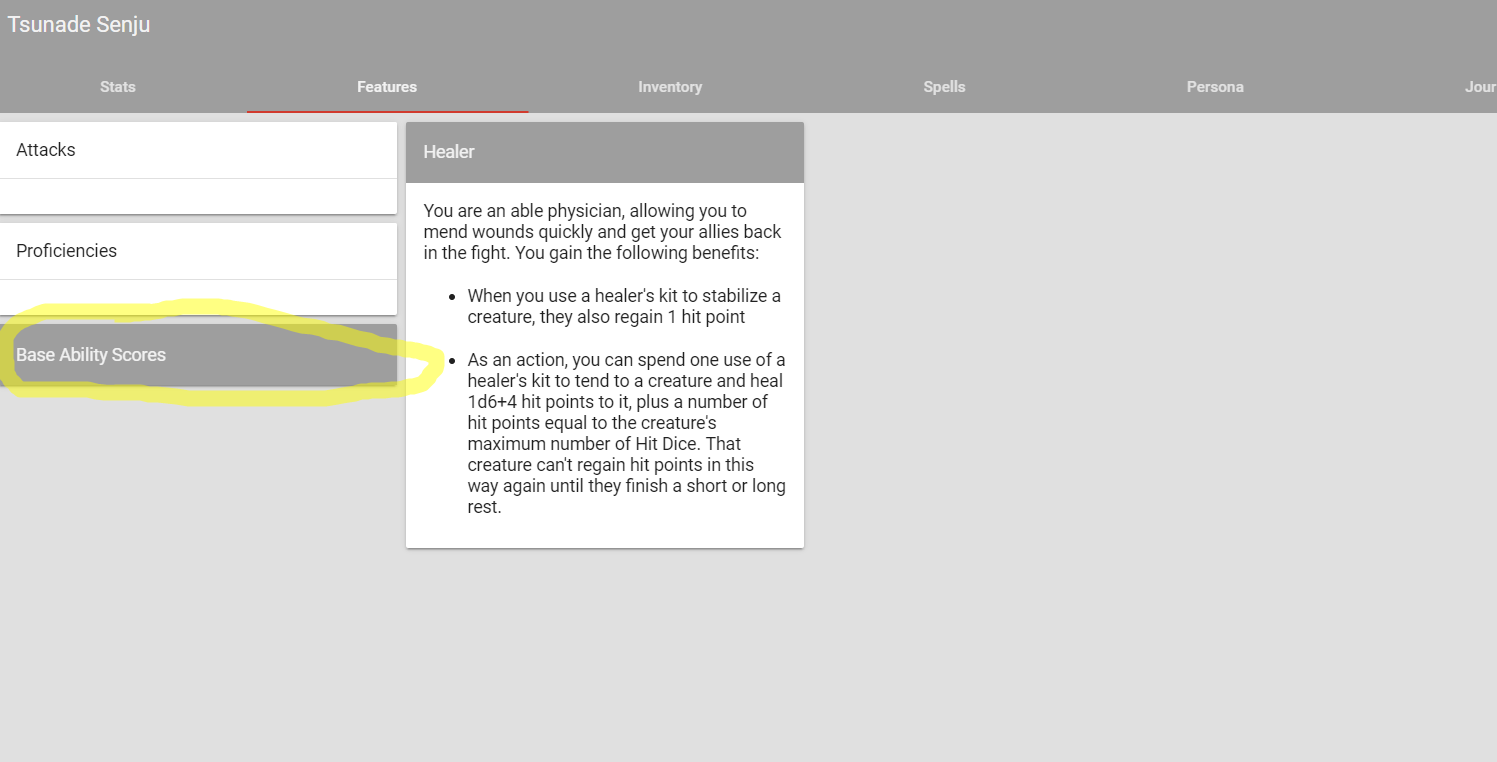 Tsunade Senju
Stats Features Inventory Spells Persona Jour
Attacks
Proficiencies
Base Ability Scores
Healer
You are an able physician, allowing you to
mend wounds quickly and get your allies back
in the fight. You gain the following benefits:
• When you use a healer's kit to stabilize a
creature, they also regain 1 hit point
• As an action, you can spend one use of a
healer's kit to tend to a creature and heal
1d6+4 hit points to it, plus a number of
hit points equal to the creature's
maximum number of Hit Dice. That
creature can't regain hit points in this
way again until they finish a short or long
rest.